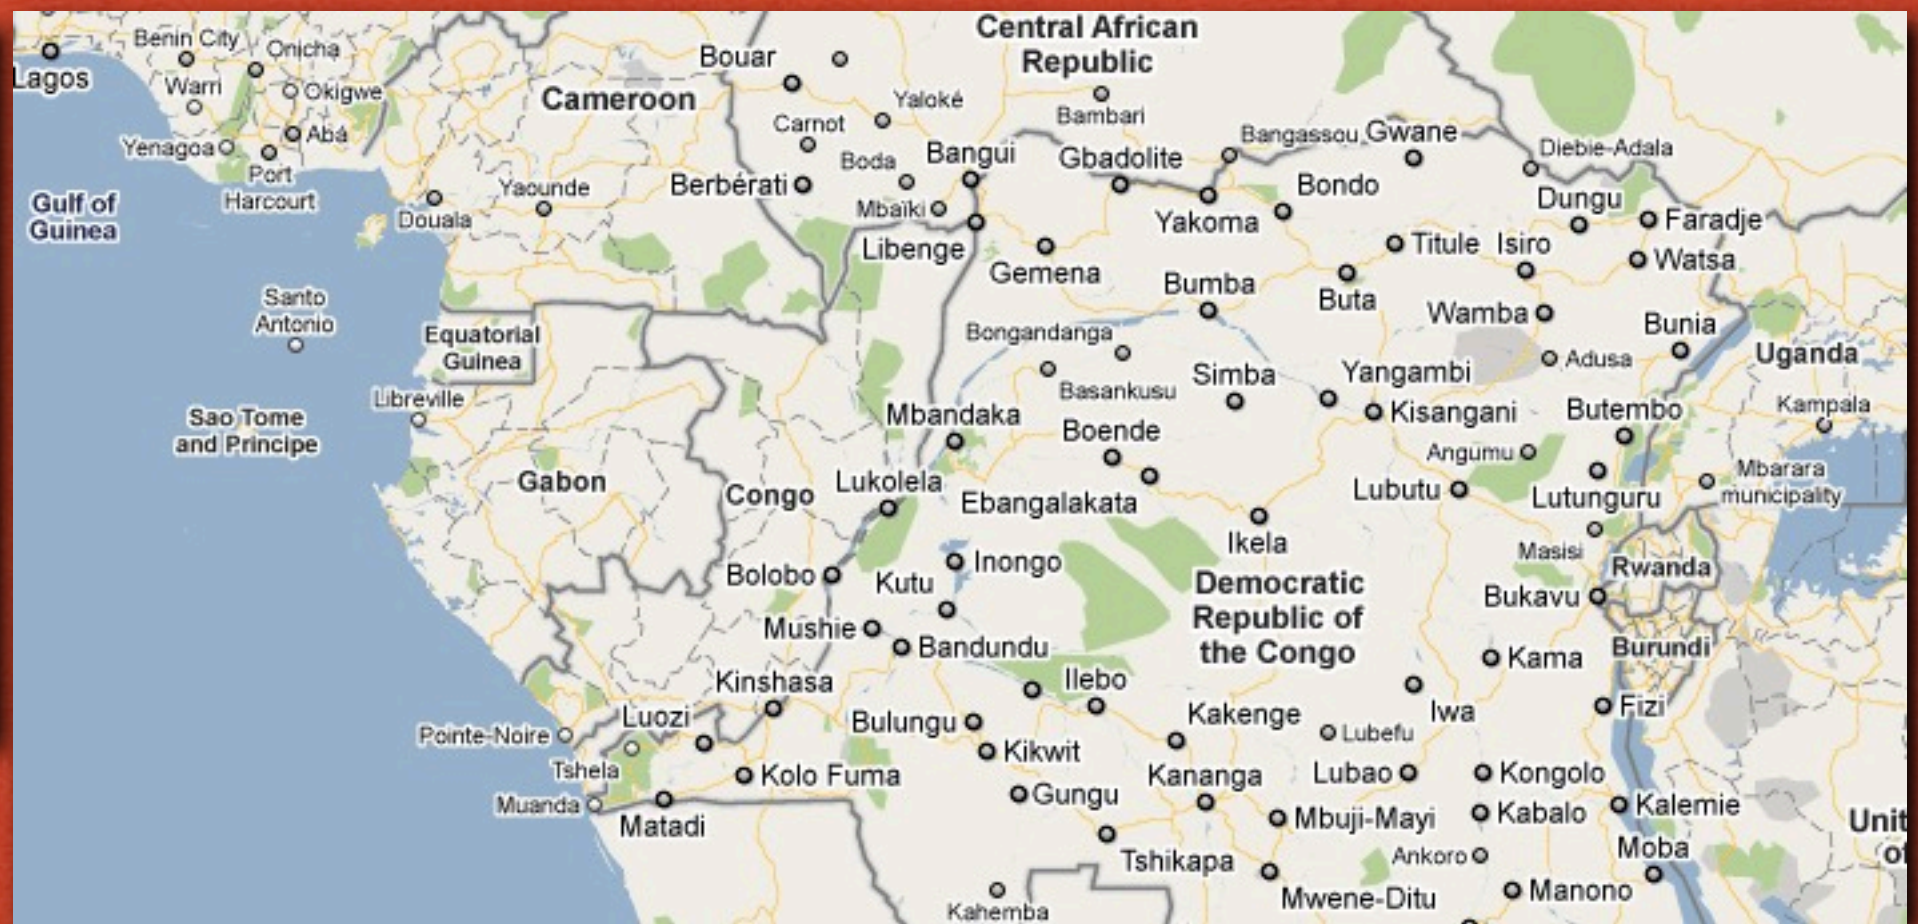 Central African
Republic
Benin City
Onicha
Bouar
Lagos
Warri
Okigwe
Cameroon
Yaloké
Bambari
Carnot
Abá
Bangassou
Gwane
Yenagoa
Boda
Bangui
Gbadolite
Diebie-Adala
Port
Harcourt
Yaounde
Berbérati
Bondo
Dungu
Gulf of
Guinea
Douala
Mbaïki
Yakoma
Faradje
Libenge
Titule
Isiro
Watsa
Gemena
Bumba
Buta
Santo
Antonio
Wamba
Bunia
Equatorial
Guinea
Bongandanga
Adusa
Uganda
Simba
Yangambi
Basankusu
Libreville
Mbandaka
Kisangani
Butembo
Kampala
Sao Tome
and Principe
Boende
Angumu
Mbarara
municipality
Gabon
Congo
Lukolela
Ebangalakata
Lubutu
Lutunguru
Ikela
Masisi
Inongo
Rwanda
Bolobo
Kutu
Democratic
Republic of
the Congo
Bukavu
Mushie
Bandundu
Kama
Burundi
Kinshasa
Ilebo
Luozi
Bulungu
Kakenge
Iwa
Fizi
Pointe-Noire
Lubefu
Kikwit
Tshela
Kolo Fuma
Kananga
Lubao
Kongolo
Muanda
Gungu
Kalemie
Matadi
Mbuji-Mayi
Kabalo
Unit
of
Tshikapa
Ankoro
Moba
Mwene-Ditu
Manono
Kahemba